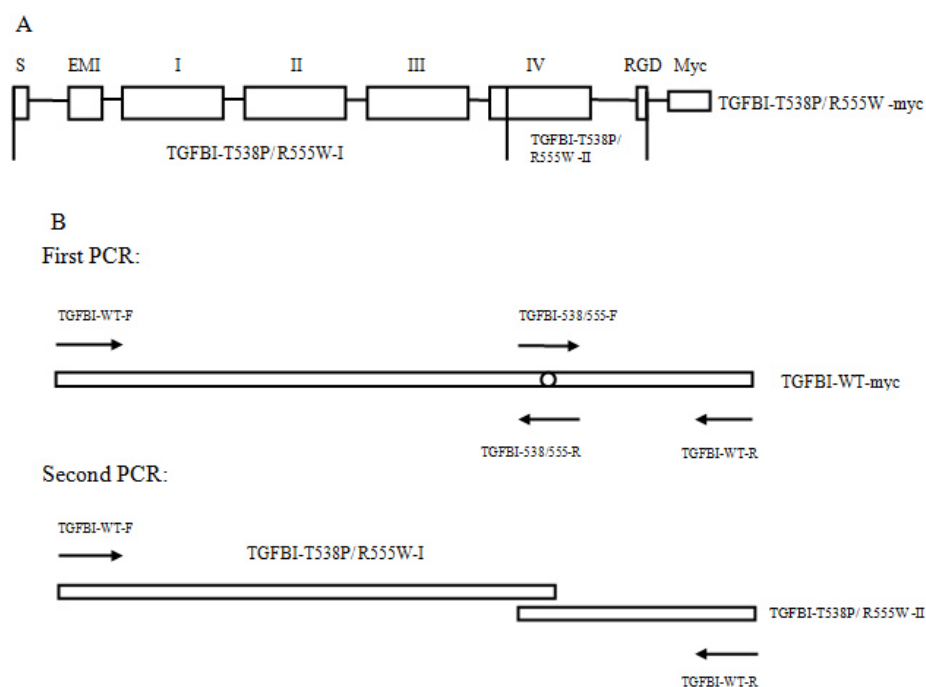 A
S EMI I II III IV RGD Myc
TGFBI-T538P/R555W-myc
TGFBI-T538P/R555W-I
TGFBI-T538P/
R555W-II
B
First PCR:
TGFBI-WT-F TGFBI-538/555-F
TGFBI-WT-myc
TGFBI-538/555-R TGFBI-WT-R
Second PCR:
TGFBI-WT-F
TGFBI-T538P/R555W-I
TGFBI-T538P/R555W-II
TGFBI-WT-R